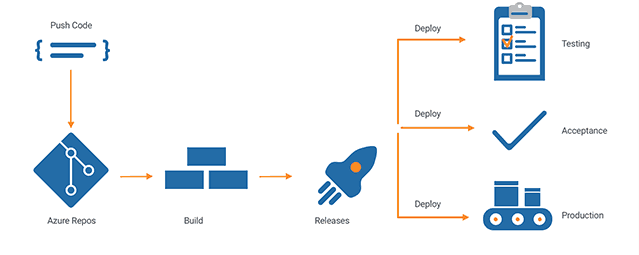 Push Code
Azure Repos
Build
Releases
Deploy
Testing
Deploy
Acceptance
Deploy
Production